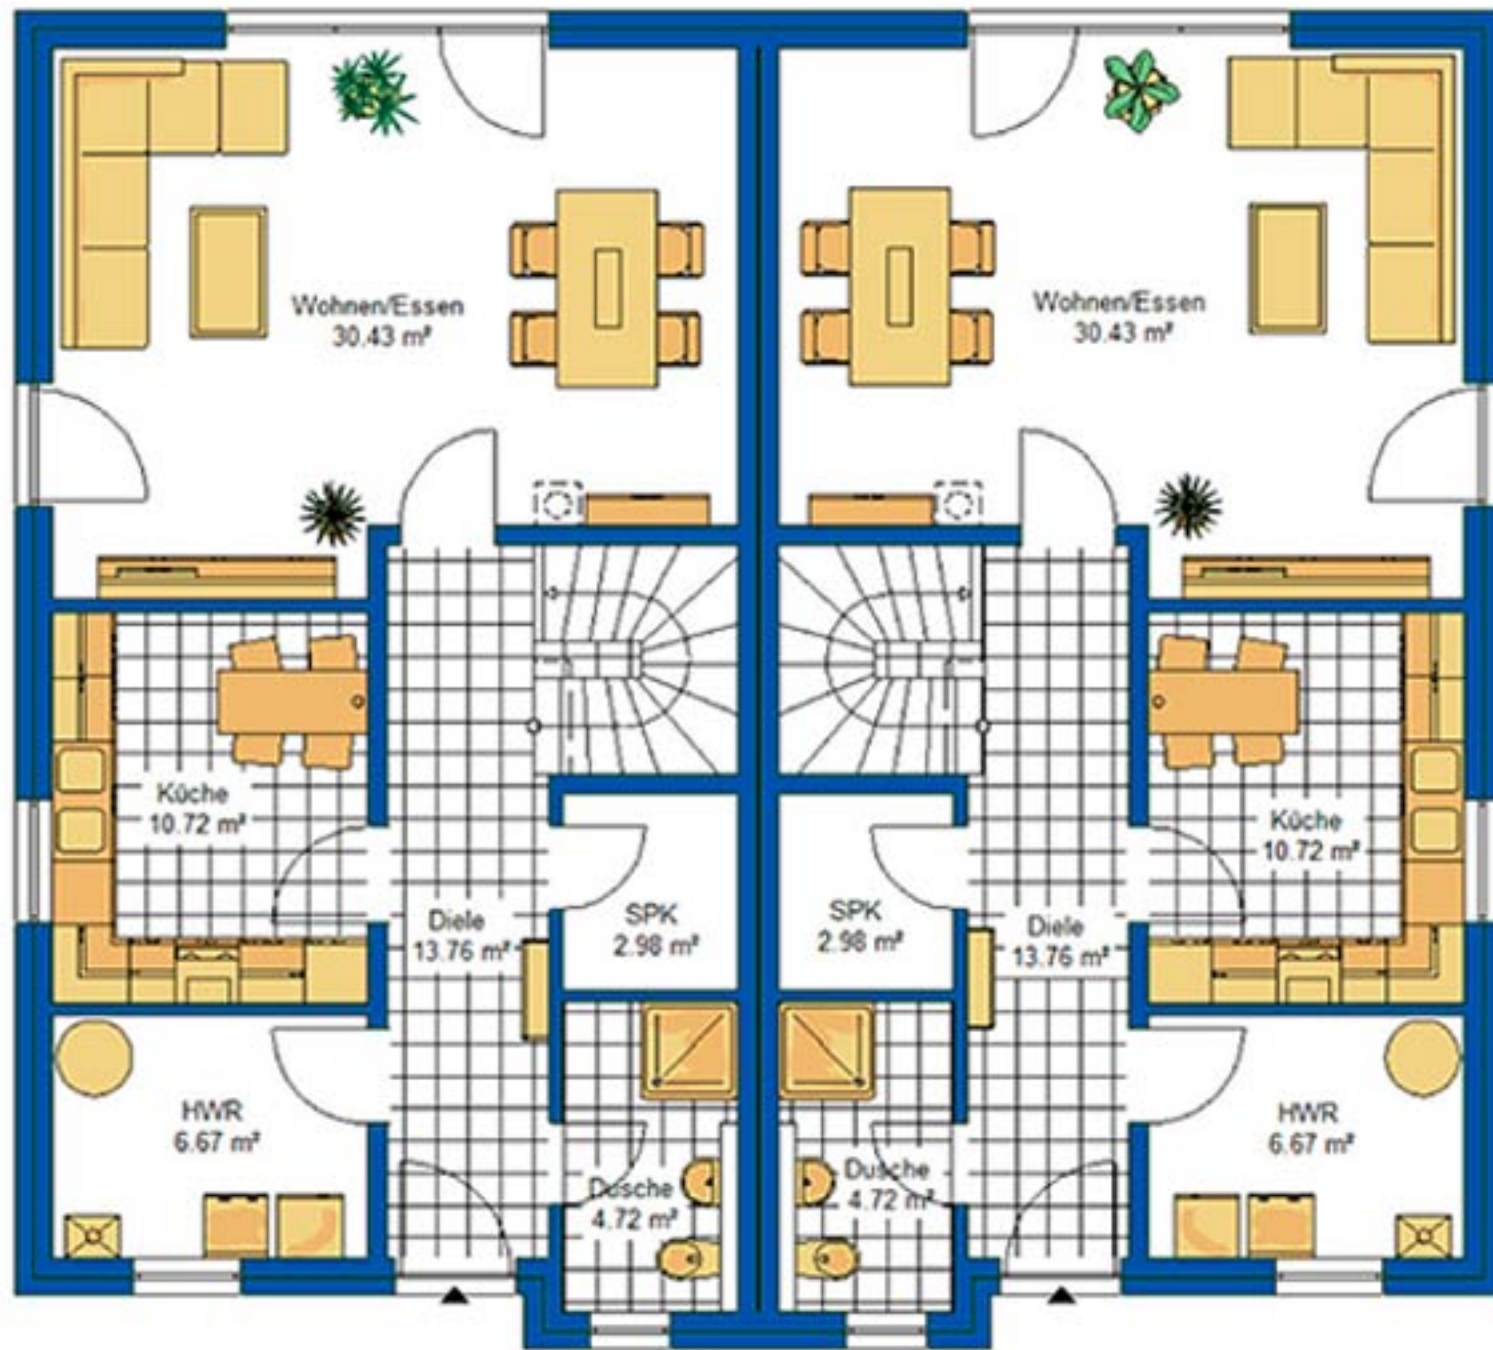 Wohnen/Essen
30.43 m²
Wohnen/Essen
30.43 m²
Küche
10.72 m²
Diele
13.76 m²
SPK
2.98 m²
SPK
2.98 m²
Diele
13.76 m²
Küche
10.72 m²
HWR
6.67 m²
Dusche
4.72 m²
Dusche
4.72 m²
HWR
6.67 m²